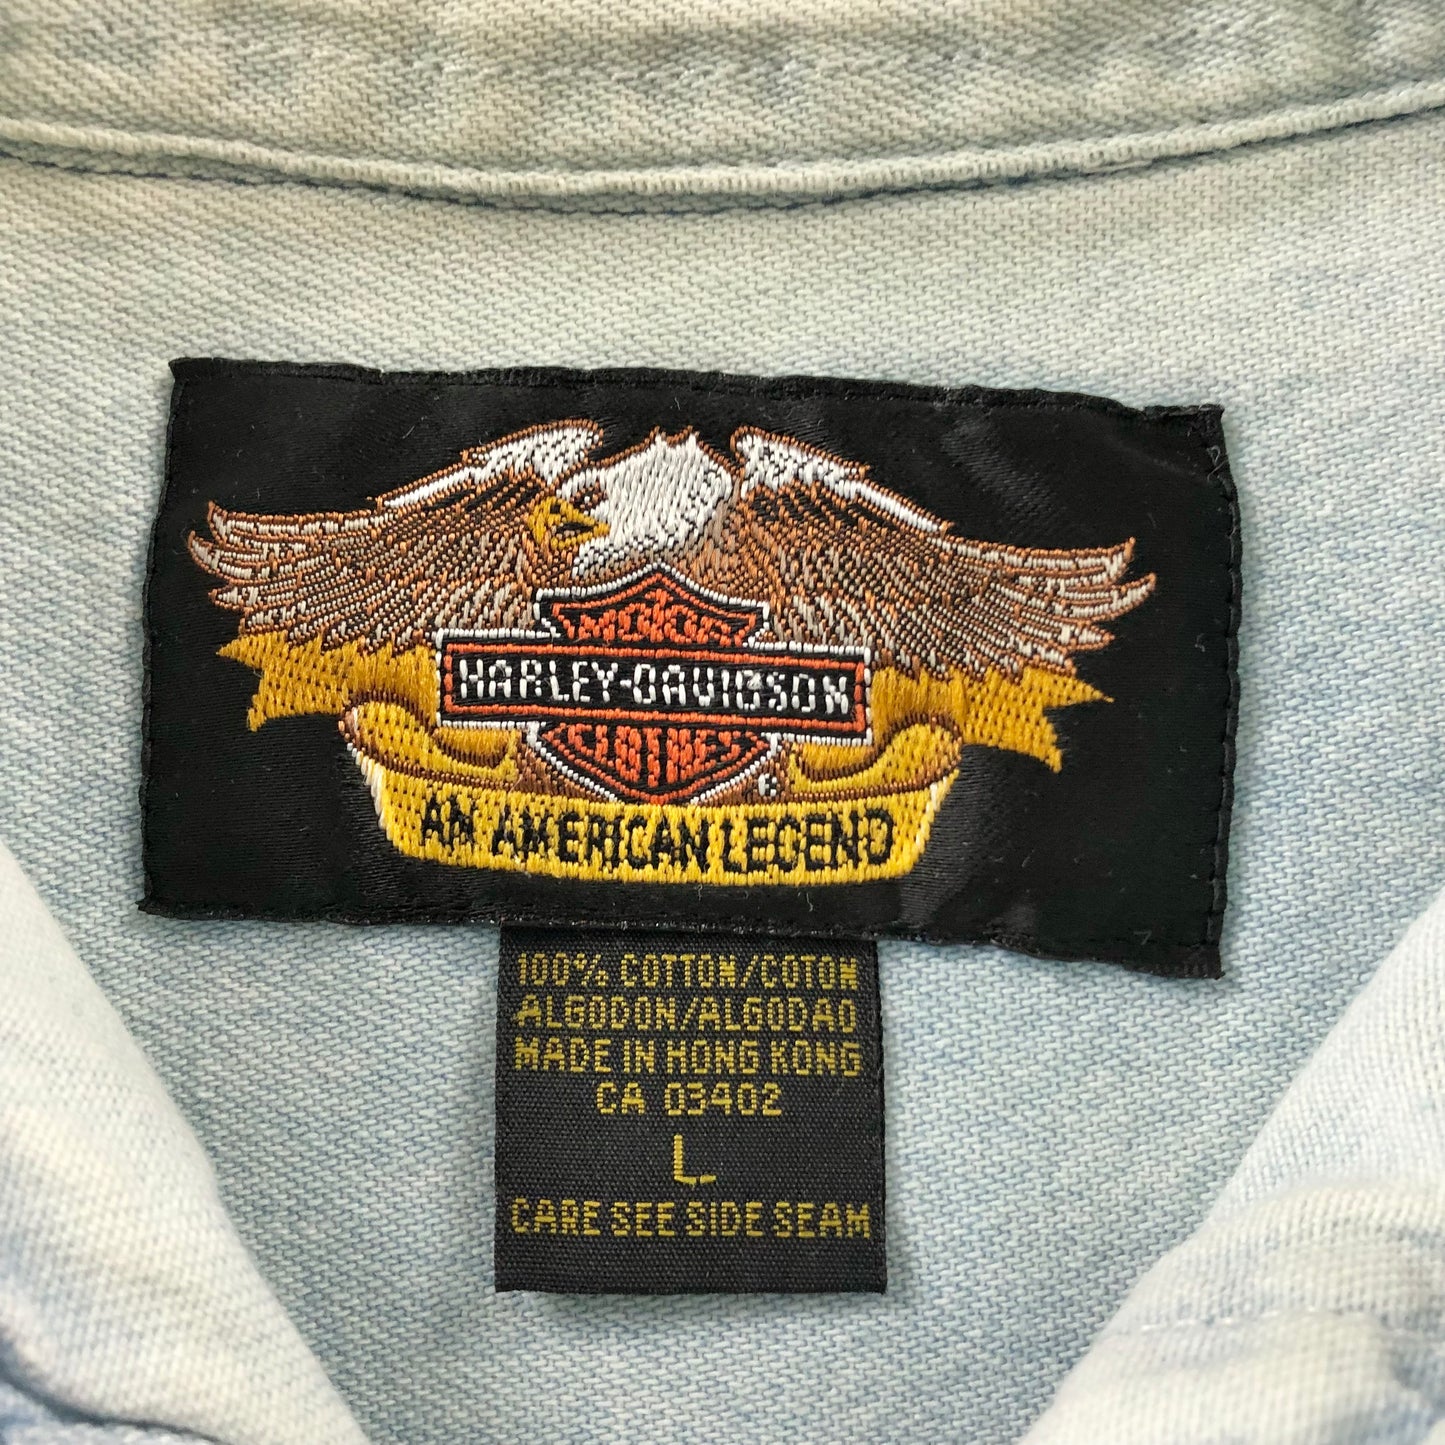 MOTOR
HARLEY-DAVIDSON
CLOTHES
®
AN AMERICAN LEGEND
100% COTTON/COTON
ALGODON/ALGODAO
MADE IN HONG KONG
CA 03402
L
CARE SEE SIDE SEAM